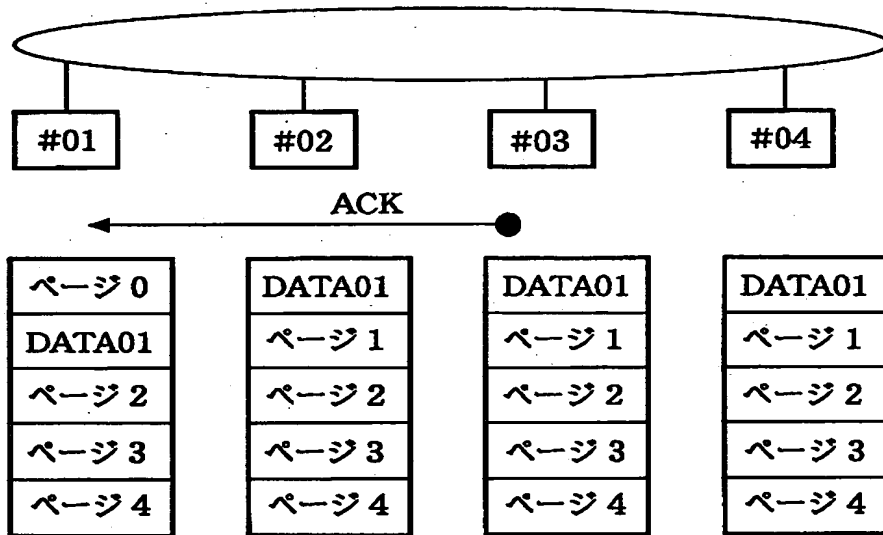 #01 #02 #03 #04
ACK
ページ 0 DATA01 DATA01 DATA01
DATA01 ページ 1 ページ 1 ページ 1
ページ 2 ページ 2 ページ 2 ページ 2
ページ 3 ページ 3 ページ 3 ページ 3
ページ 4 ページ 4 ページ 4 ページ 4